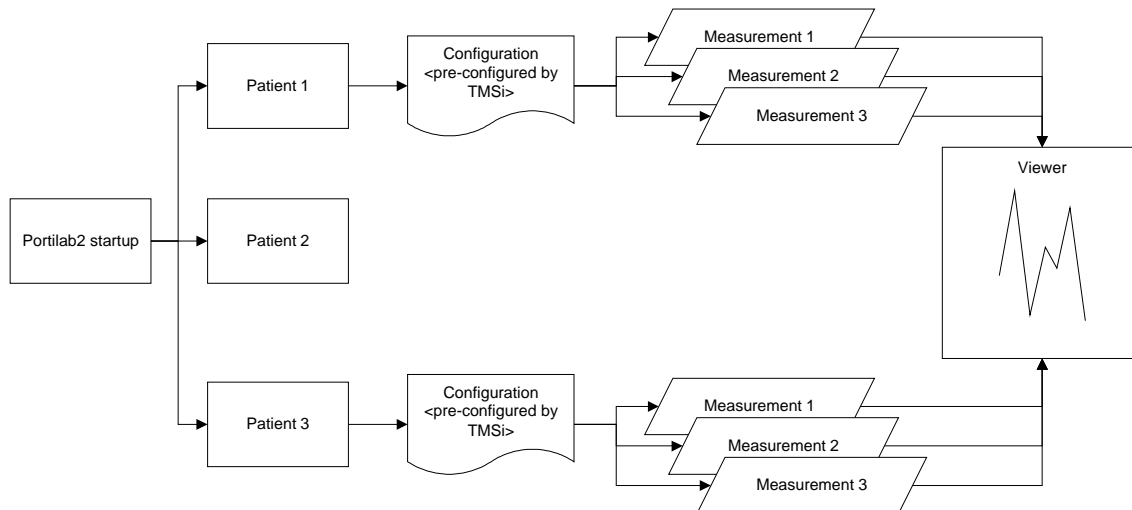 Portilab2 startup
Patient 1
Configuration
<pre-configured by
TMSi>
Measurement 1
Measurement 2
Measurement 3
Patient 2
Viewer
Patient 3
Configuration
<pre-configured by
TMSi>
Measurement 1
Measurement 2
Measurement 3